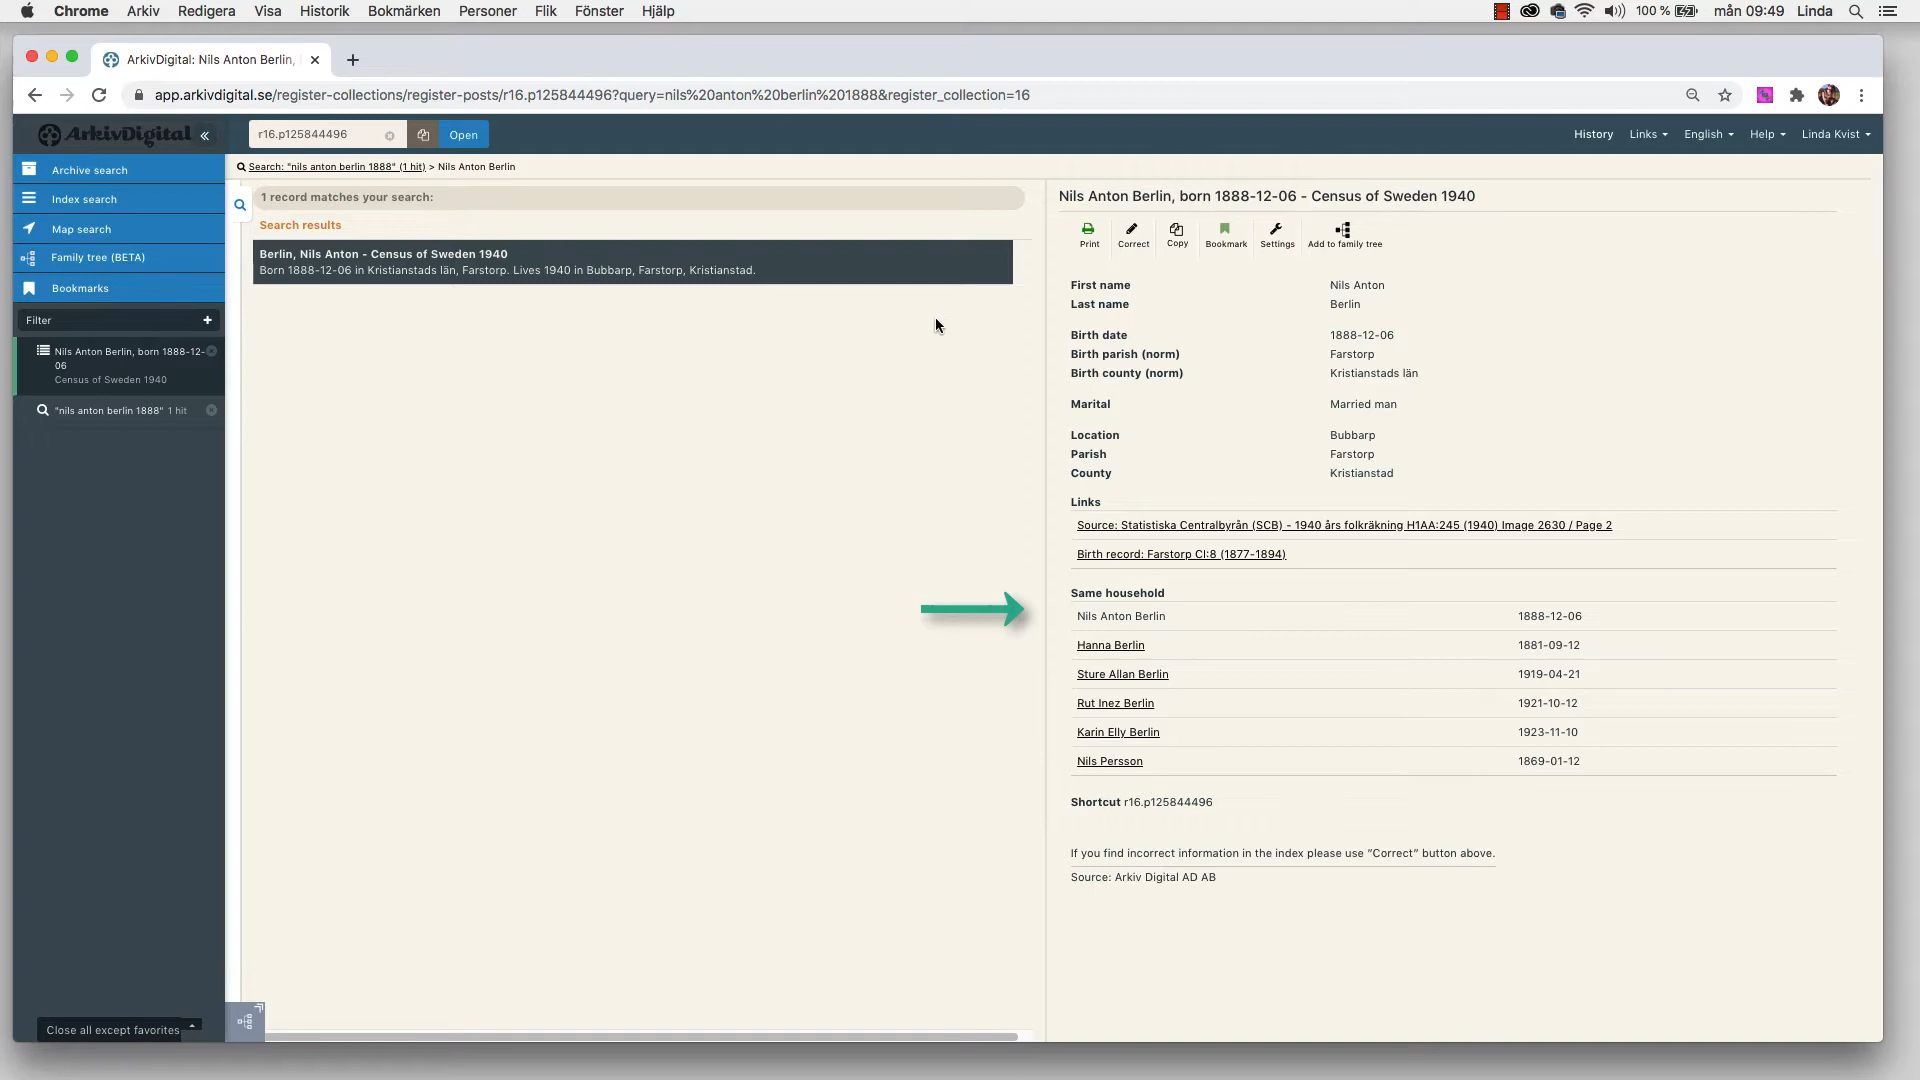 Chrome Arkiv Redigera Visa Historik Bokmärken Personer Flik Fönster Hjälp 100 % mån 09:49 Linda
ArkivDigital: Nils Anton Berlin,
app.arkivdigital.se/register-collections/register-posts/r16.p125844496?query=nils%20anton%20berlin%201888&register_collection=16
ArkivDigital « r16.p125844496 Open History Links English Help Linda Kvist
Archive search
Index search
Map search
Family tree (BETA)
Bookmarks
Filter +
Nils Anton Berlin, born 1888-12-
06
Census of Sweden 1940
"nils anton berlin 1888" 1 hit
Close all except favorites
Search: "nils anton berlin 1888" (1 hit) > Nils Anton Berlin
1 record matches your search:
Search results
Berlin, Nils Anton - Census of Sweden 1940
Born 1888-12-06 in Kristianstads län, Farstorp. Lives 1940 in Bubbarp, Farstorp, Kristianstad.
Nils Anton Berlin, born 1888-12-06 - Census of Sweden 1940
Print Correct Copy Bookmark Settings Add to family tree
First name Nils Anton
Last name Berlin
Birth date 1888-12-06
Birth parish (norm) Farstorp
Birth county (norm) Kristianstads län
Marital Married man
Location Bubbarp
Parish Farstorp
County Kristianstad
Links
Source: Statistiska Centralbyrån (SCB) - 1940 års folkräkning H1AA:245 (1940) Image 2630 / Page 2
Birth record: Farstorp CI:8 (1877-1894)
Same household
Nils Anton Berlin 1888-12-06
Hanna Berlin 1881-09-12
Sture Allan Berlin 1919-04-21
Rut Inez Berlin 1921-10-12
Karin Elly Berlin 1923-11-10
Nils Persson 1869-01-12
Shortcut r16.p125844496
If you find incorrect information in the index please use "Correct" button above.
Source: Arkiv Digital AD AB